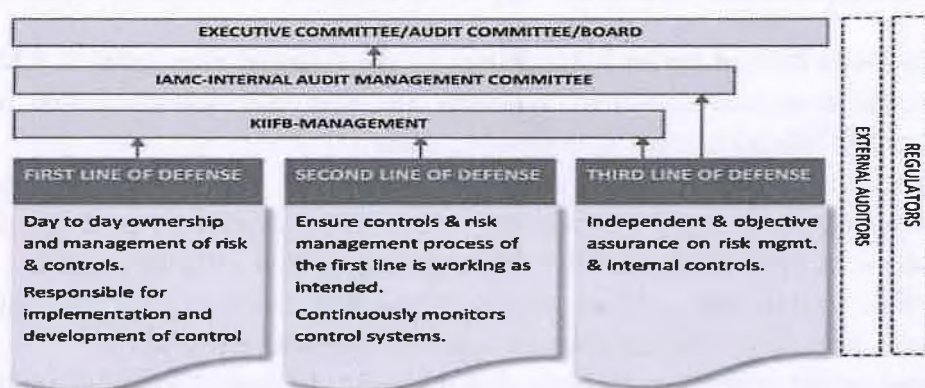 EXECUTIVE COMMITTEE/AUDIT COMMITTEE/BOARD
IAMC-INTERNAL AUDIT MANAGEMENT COMMITTEE
KIIFB-MANAGEMENT
FIRST LINE OF DEFENSE
Day to day ownership
and management of risk
& controls.
Responsible for
implementation and
development of control
SECOND LINE OF DEFENSE
Ensure controls & risk
management process of
the first line is working as
intended.
Continuously monitors
control systems.
THIRD LINE OF DEFENSE
Independent & objective
assurance on risk mgmt.
& internal controls.
EXTERNAL AUDITORS
REGULATORS